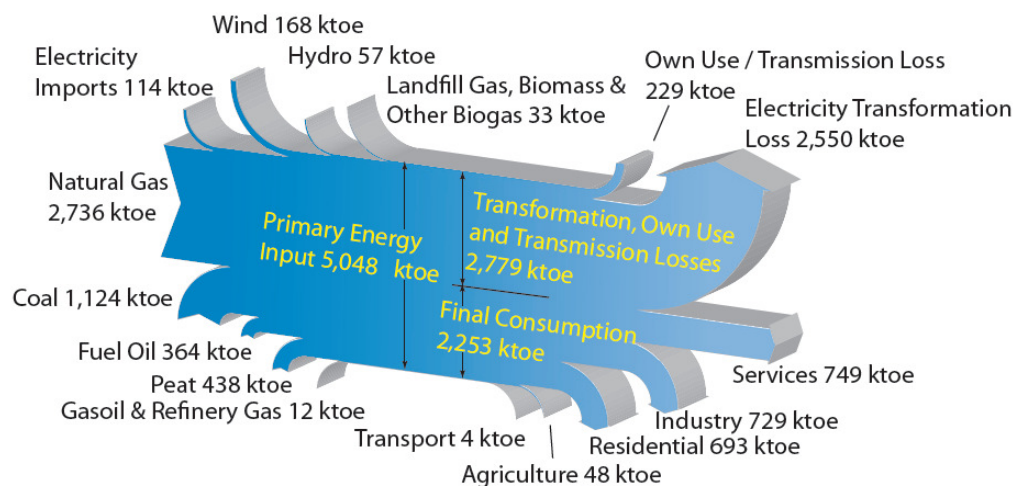 Wind 168 ktoe
Hydro 57 ktoe
Electricity
Imports 114 ktoe
Landfill Gas, Biomass &
Other Biogas 33 ktoe
Own Use / Transmission Loss
229 ktoe
Electricity Transformation
Loss 2,550 ktoe
Natural Gas
2,736 ktoe
Primary Energy
Input 5,048 ktoe
Transformation, Own Use
and Transmission Losses
2,779 ktoe
Final Consumption
2,253 ktoe
Coal 1,124 ktoe
Fuel Oil 364 ktoe
Peat 438 ktoe
Gasoil & Refinery Gas 12 ktoe
Transport 4 ktoe
Agriculture 48 ktoe
Residential 693 ktoe
Industry 729 ktoe
Services 749 ktoe